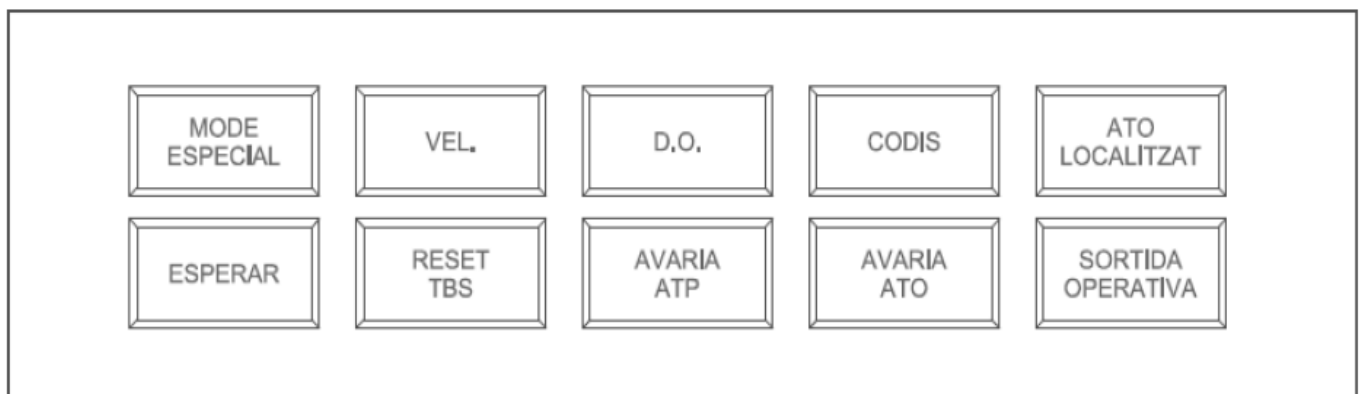 MODE
ESPECIAL
VEL.
D.O.
CODIS
ATO
LOCALITZAT
ESPERAR
RESET
TBS
AVARIA
ATP
AVARIA
ATO
SORTIDA
OPERATIVA